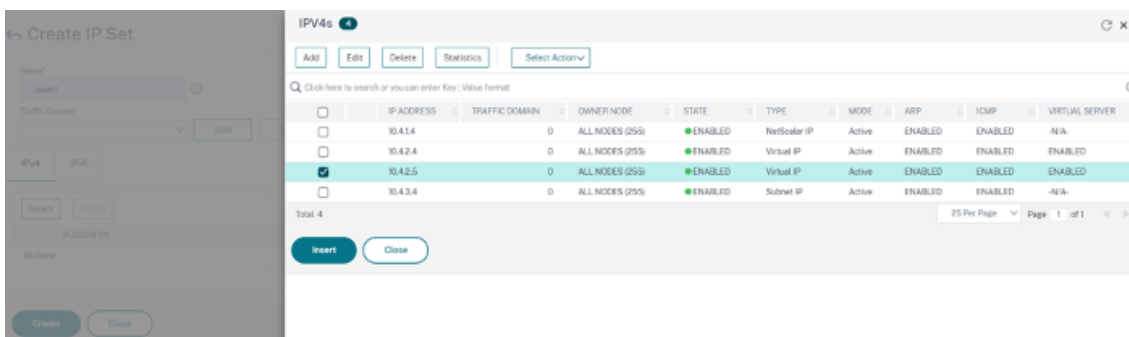 Create IP Set
Name*
ipset1
Traffic Domain
Add
IPv4 IPv6
Insert Delete
IP ADDRESS
No items
Create Close
IPV4s 4
Add Edit Delete Statistics Select Action
Click here to search or you can enter Key : Value format
IP ADDRESS TRAFFIC DOMAIN OWNER NODE STATE TYPE MODE ARP ICMP VIRTUAL SERVER
10.4.1.4 0 ALL NODES (255) ENABLED NetScaler IP Active ENABLED ENABLED -N/A-
10.4.2.4 0 ALL NODES (255) ENABLED Virtual IP Active ENABLED ENABLED ENABLED
10.4.2.5 0 ALL NODES (255) ENABLED Virtual IP Active ENABLED ENABLED ENABLED
10.4.3.4 0 ALL NODES (255) ENABLED Subnet IP Active ENABLED ENABLED -N/A-
Total 4 25 Per Page Page 1 of 1
Insert Close